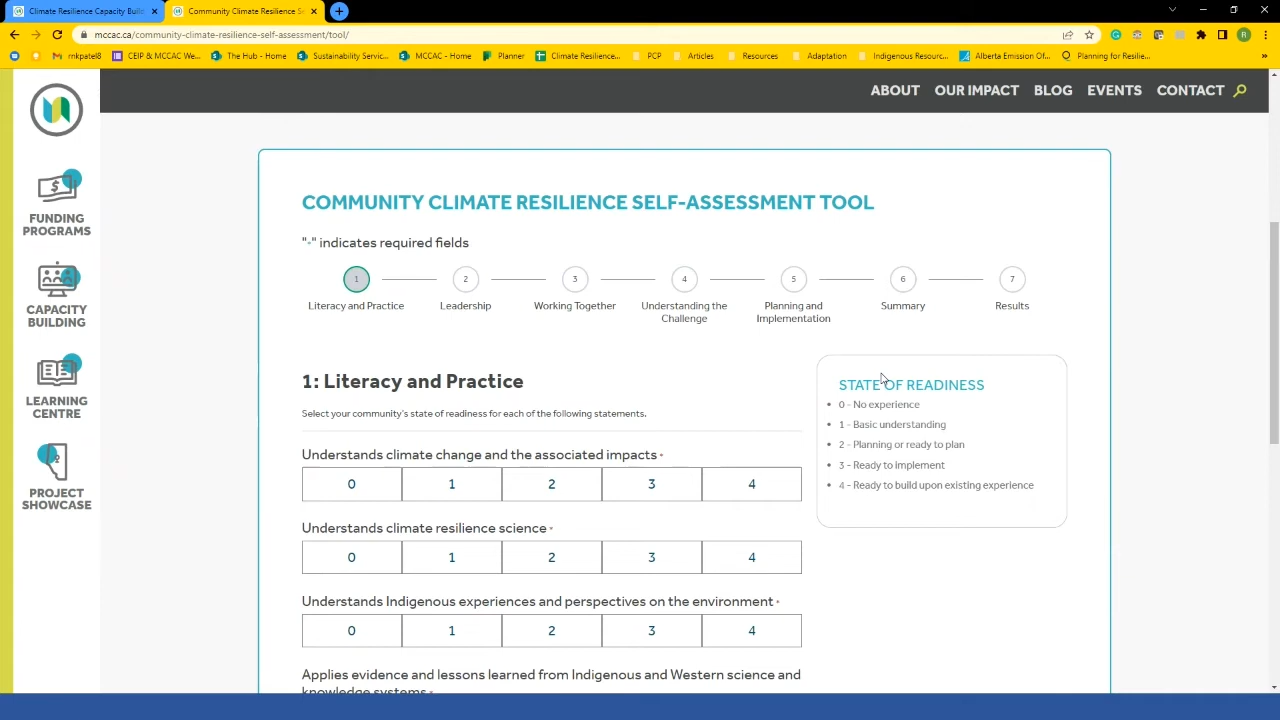 Climate Resilience Capacity Build
Community Climate Resilience Se
mccac.ca/community-climate-resilience-self-assessment/tool/
R
rnkpatel8
CEIP & MCCAC We...
The Hub - Home
Sustainability Servic...
MCCAC - Home
Planner
Climate Resilience...
PCP
Articles
Resources
Adaptation
Indigenous Resourc...
Alberta Emission Of...
Planning for Resilie...
»
ABOUT
OUR IMPACT
BLOG
EVENTS
CONTACT
FUNDING
PROGRAMS
CAPACITY
BUILDING
LEARNING
CENTRE
PROJECT
SHOWCASE
COMMUNITY CLIMATE RESILIENCE SELF-ASSESSMENT TOOL
"*" indicates required fields
1
2
3
4
5
6
7
Literacy and Practice
Leadership
Working Together
Understanding the
Challenge
Planning and
Implementation
Summary
Results
1: Literacy and Practice
Select your community's state of readiness for each of the following statements.
Understands climate change and the associated impacts *
0 1 2 3 4
Understands climate resilience science *
0 1 2 3 4
Understands Indigenous experiences and perspectives on the environment *
0 1 2 3 4
Applies evidence and lessons learned from Indigenous and Western science and
knowledge systems *
STATE OF READINESS
• 0 - No experience
• 1 - Basic understanding
• 2 - Planning or ready to plan
• 3 - Ready to implement
• 4 - Ready to build upon existing experience